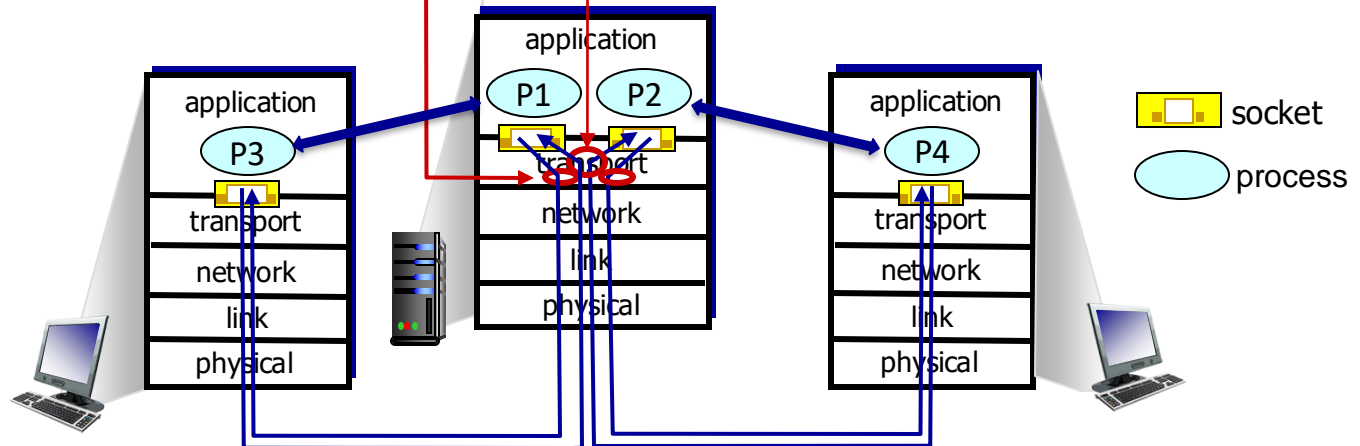 application
P3
transport
network
link
physical
application
P1
P2
transport
network
link
physical
application
P4
transport
network
link
physical
socket
process